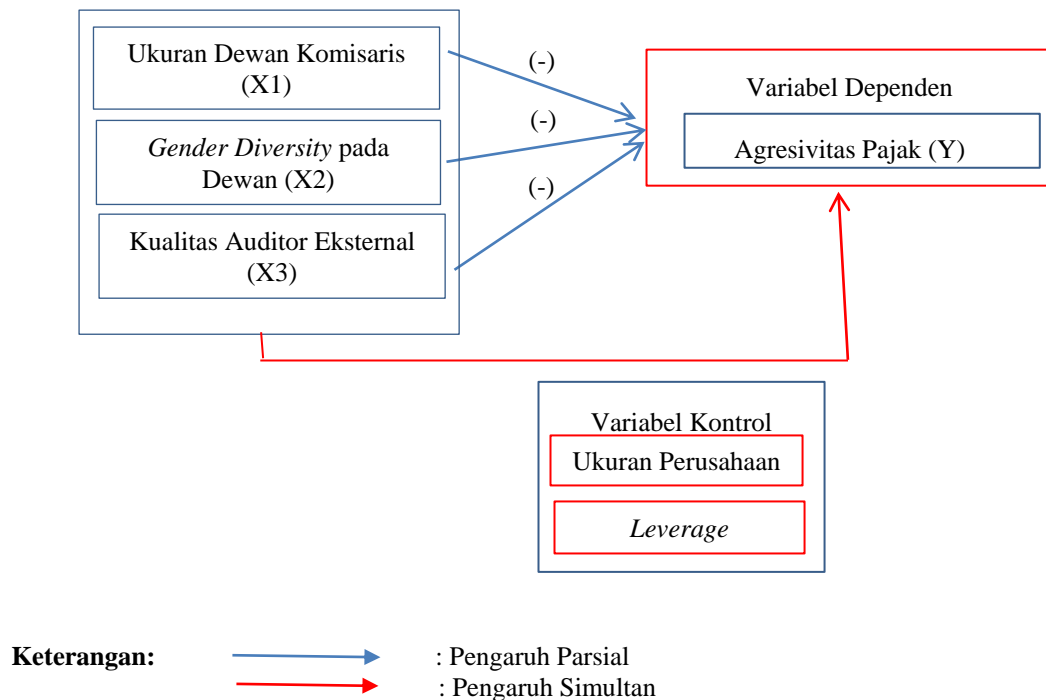 Ukuran Dewan Komisaris
(X1)
Gender Diversity pada
Dewan (X2)
Kualitas Auditor Eksternal
(X3)
(-)
(-)
(-)
Variabel Dependen
Agresivitas Pajak (Y)
Variabel Kontrol
Ukuran Perusahaan
Leverage
Keterangan:
: Pengaruh Parsial
: Pengaruh Simultan